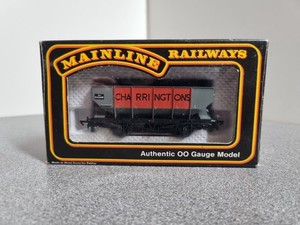 MAINLINE
RAILWAYS
CHARRINGTONS
Authentic OO Gauge Model